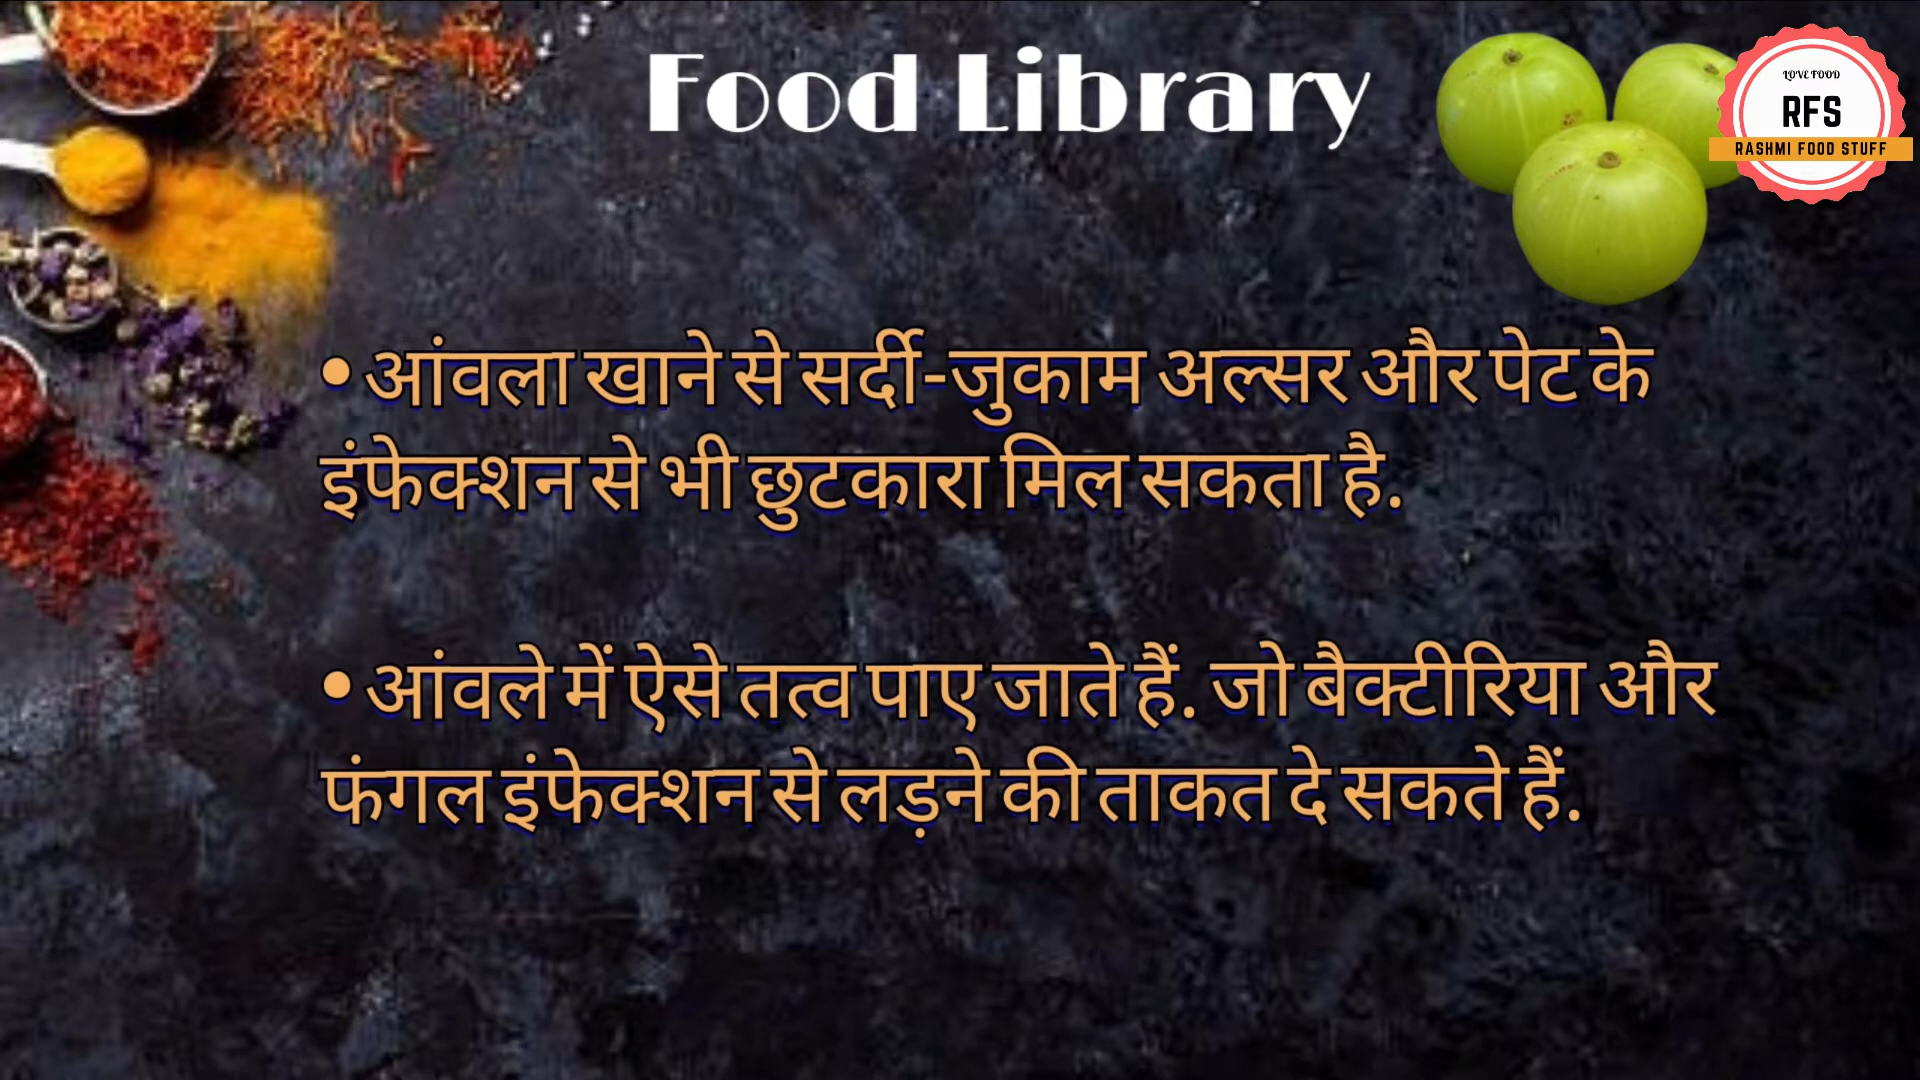 Food Library
LOVE FOOD
RFS
RASHMI FOOD STUFF
• आंवला खाने से सर्दी-जुकाम अल्सर और पेट के
इंफेक्शन से भी छुटकारा मिल सकता है.
• आंवले में ऐसे तत्व पाए जाते हैं. जो बैक्टीरिया और
फंगल इंफेक्शन से लड़ने की ताकत दे सकते हैं.